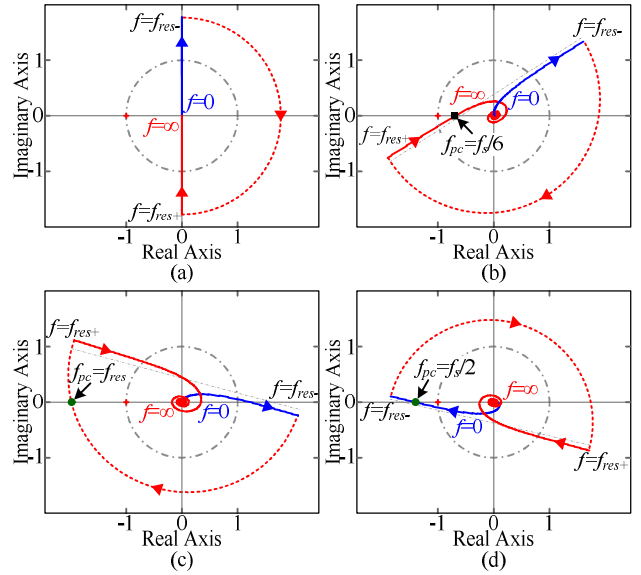 f=fres-
1
0
-1
f=0
f=∞
f=fres+
-1 0 1
Imaginary Axis
Real Axis
(a)
f=fres-
1
0
-1
f=∞
f=0
f=fres+
fpc=fs/6
-1 0 1
Imaginary Axis
Real Axis
(b)
f=fres+
1
0
-1
fpc=fres
f=fres-
f=∞
f=0
-1 0 1
Imaginary Axis
Real Axis
(c)
1
0
-1
fpc=fs/2
f=∞
f=fres-
f=0
f=fres+
-1 0 1
Imaginary Axis
Real Axis
(d)